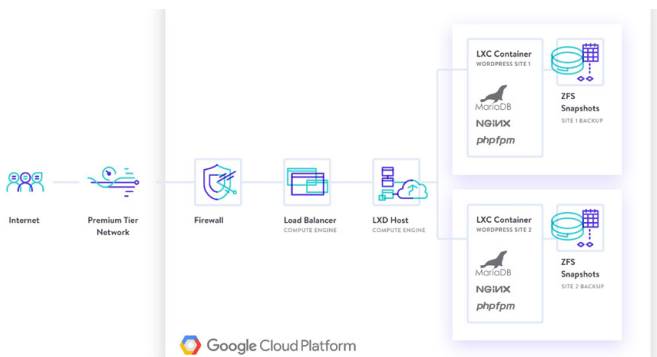 Internet
Premium Tier
Network
Firewall
Load Balancer
COMPUTE ENGINE
LXD Host
COMPUTE ENGINE
LXC Container
WORDPRESS SITE 1
MariaDB
NGINX
phpfpm
ZFS
Snapshots
SITE 1 BACKUP
LXC Container
WORDPRESS SITE 2
MariaDB
NGINX
phpfpm
ZFS
Snapshots
SITE 2 BACKUP
Google Cloud Platform